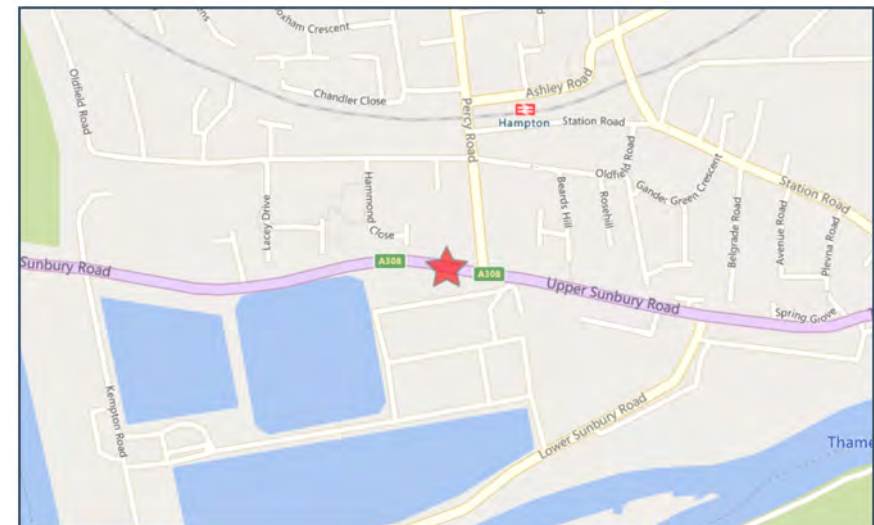 oxham Crescent
Oldfield Road
Chandler Close
Percy Road
Ashley Road
Hampton
Station Road
Oldfield Road
Gander Green Crescent
Station Road
Lacey Drive
Hammond
Close
Beards Hill
Rosehill
Belgrade Road
Avenue Road
Plevna Road
Sunbury Road
A308
A308
Upper Sunbury Road
Spring Grove
Kempton Road
Lower Sunbury Road
Thame